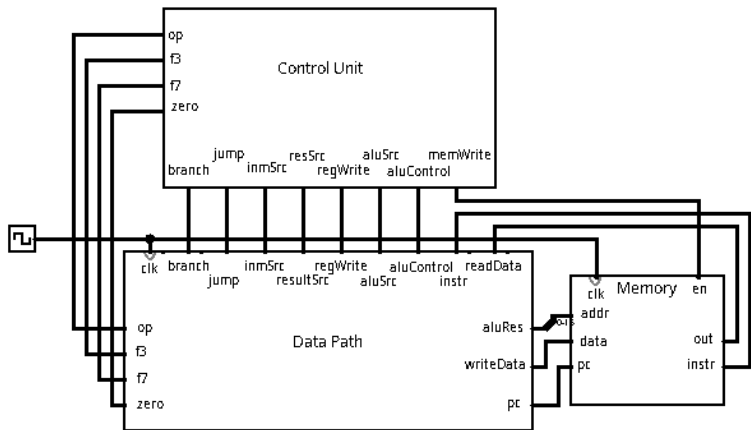 op
f3
Control Unit
f7
zero
jump resSrc aluSrc memWrite
branch inmSrc regWrite aluControl
clk branch inmSrc regWrite aluControl readData
jump resultSrc aluSrc instr
clk Memory en
addr
op aluRes
Data Path data out
f3
f7 writeData pc instr
zero pc